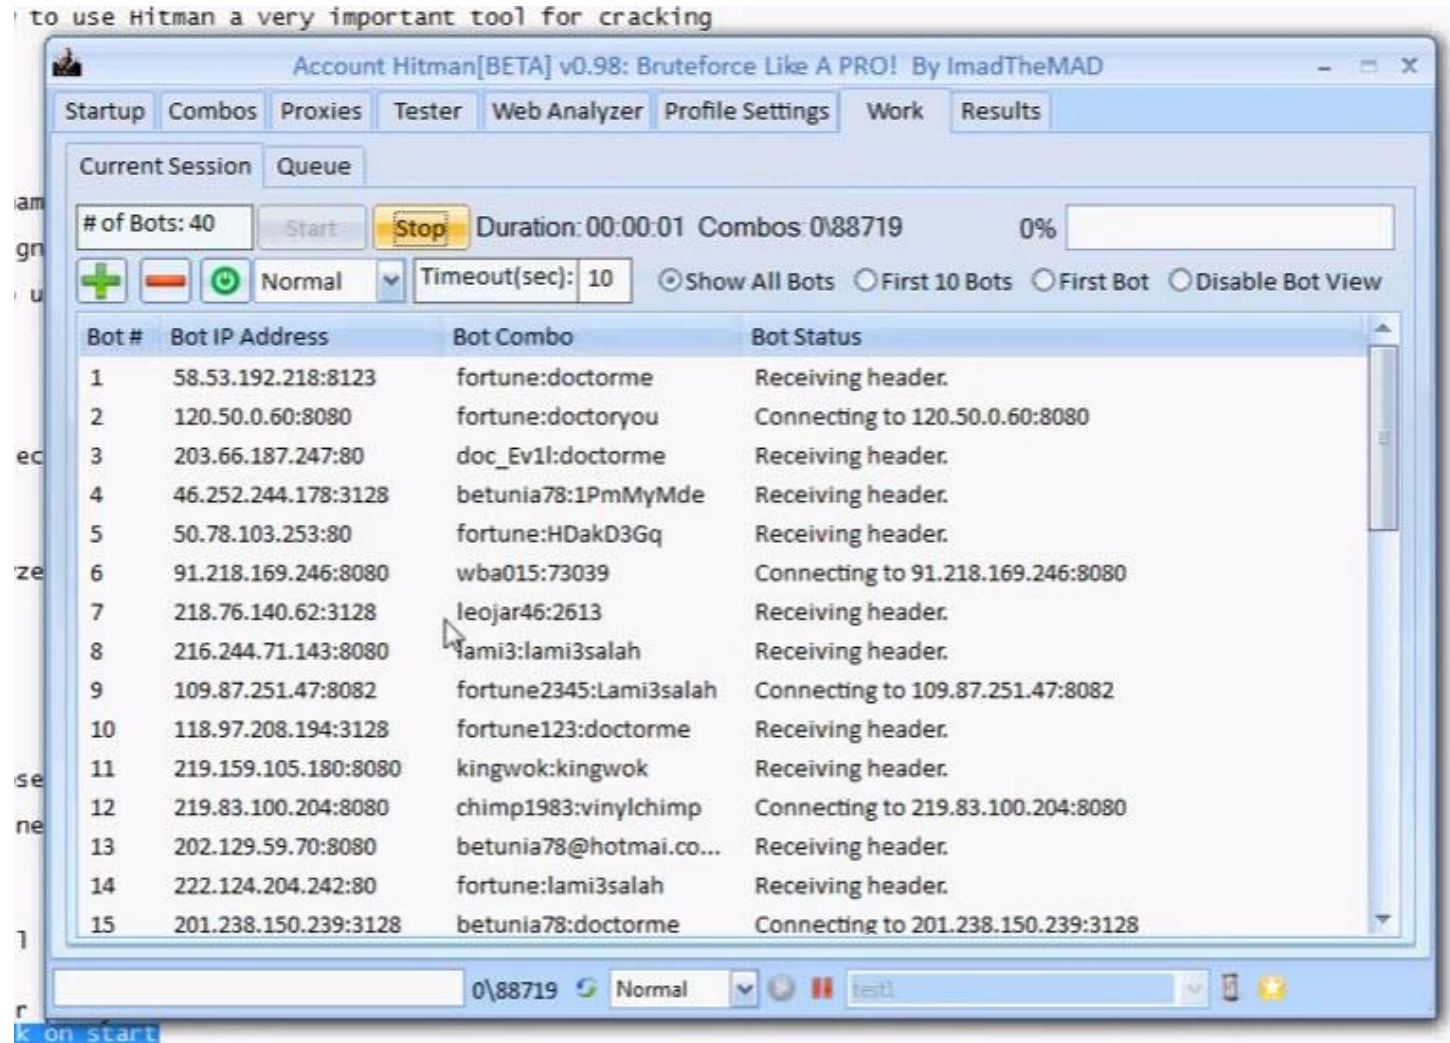 to use Hitman a very important tool for cracking
Account Hitman[BETA] v0.98: Bruteforce Like A PRO! By ImadTheMAD
Startup Combos Proxies Tester Web Analyzer Profile Settings Work Results
Current Session Queue
# of Bots: 40 Start Stop Duration: 00:00:01 Combos: 0\88719 0%
Normal Timeout(sec): 10 Show All Bots First 10 Bots First Bot Disable Bot View
Bot # Bot IP Address Bot Combo Bot Status
1 58.53.192.218:8123 fortune:doctorme Receiving header.
2 120.50.0.60:8080 fortune:doctoryou Connecting to 120.50.0.60:8080
3 203.66.187.247:80 doc_Ev1l:doctorme Receiving header.
4 46.252.244.178:3128 betunia78:1PmMyMde Receiving header.
5 50.78.103.253:80 fortune:HDakD3Gq Receiving header.
6 91.218.169.246:8080 wba015:73039 Connecting to 91.218.169.246:8080
7 218.76.140.62:3128 leojar46:2613 Receiving header.
8 216.244.71.143:8080 lami3:lami3salah Receiving header.
9 109.87.251.47:8082 fortune2345:Lami3salah Connecting to 109.87.251.47:8082
10 118.97.208.194:3128 fortune123:doctorme Receiving header.
11 219.159.105.180:8080 kingwok:kingwok Receiving header.
12 219.83.100.204:8080 chimp1983:vinylchimp Connecting to 219.83.100.204:8080
13 202.129.59.70:8080 betunia78@hotmai.co... Receiving header.
14 222.124.204.242:80 fortune:lami3salah Receiving header.
15 201.238.150.239:3128 betunia78:doctorme Connecting to 201.238.150.239:3128
0\88719 Normal test1
k on start